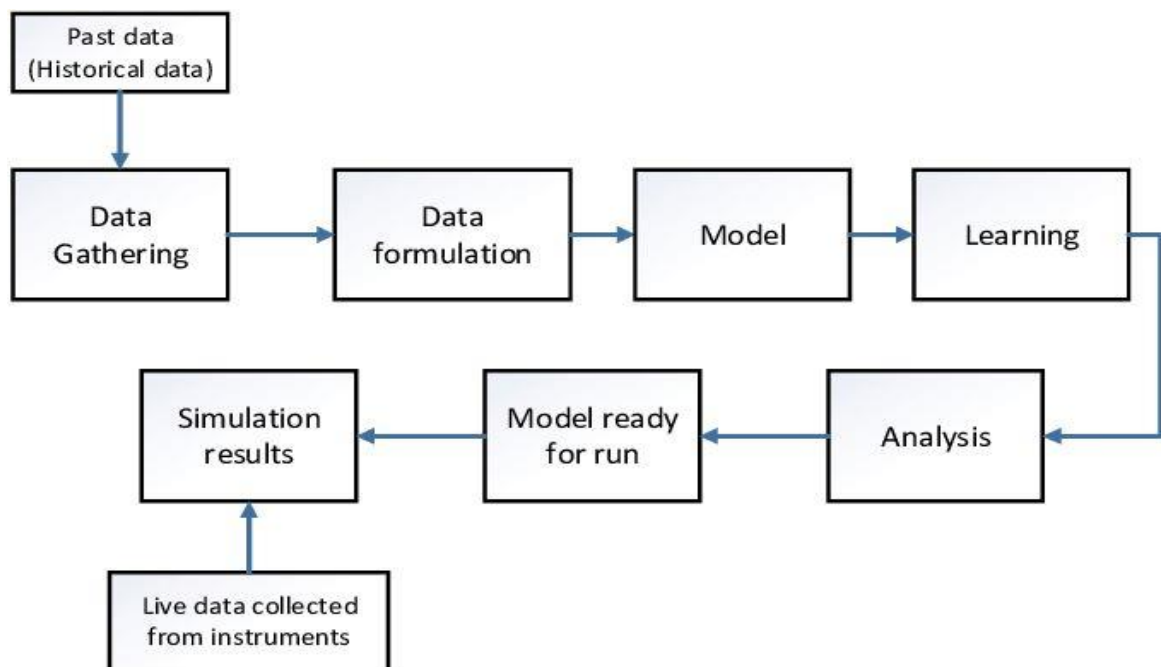 Past data
(Historical data)
Data
Gathering
Data
formulation
Model
Learning
Analysis
Model ready
for run
Simulation
results
Live data collected
from instruments